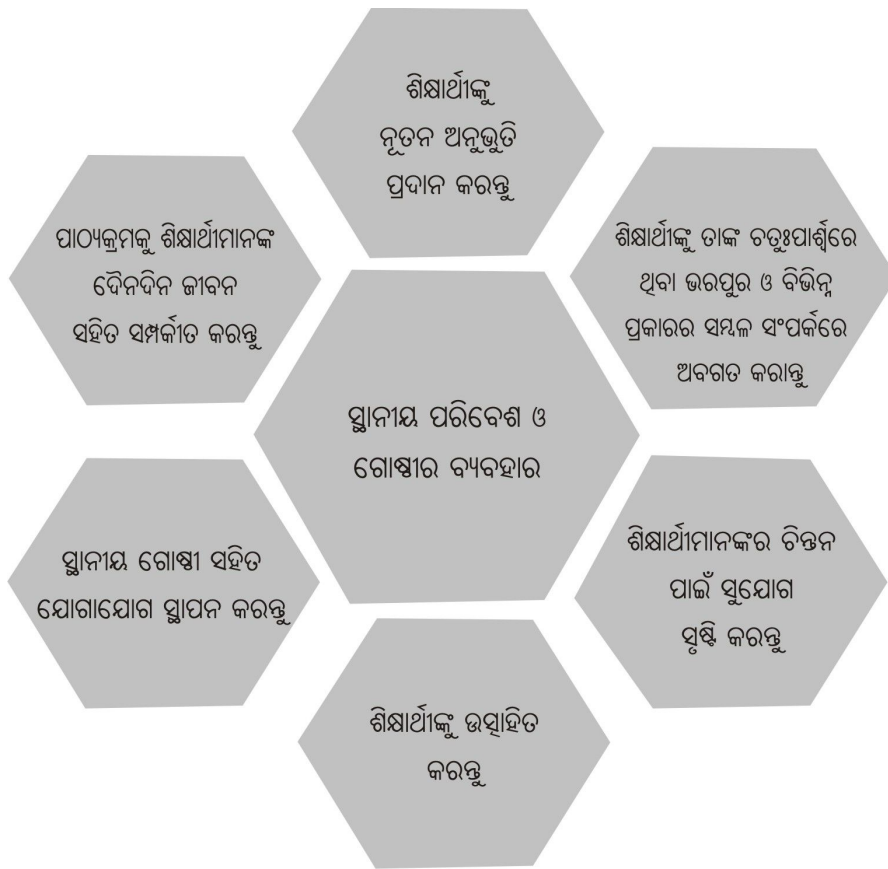 ଶିକ୍ଷାର୍ଥୀଙ୍କୁ
ନୂତନ ଅନୁଭୁତି
ପ୍ରଦାନ କରନ୍ତୁ
ପାଠ୍ୟକ୍ରମକୁ ଶିକ୍ଷାର୍ଥୀମାନଙ୍କ
ଦୈନଦିନ ଜୀବନ
ସହିତ ସମ୍ପର୍କୀତ କରନ୍ତୁ
ଶିକ୍ଷାର୍ଥୀଙ୍କୁ ତାଙ୍କ ଚତୁଃପାର୍ଶ୍ୱରେ
ଥିବା ଭରପୁର ଓ ବିଭିନ୍ନ
ପ୍ରକାରର ସମ୍ବଳ ସଂପର୍କରେ
ଅବଗତ କରାନ୍ତୁ
ସ୍ଥାନୀୟ ପରିବେଶ ଓ
ଗୋଷ୍ଠୀର ବ୍ୟବହାର
ସ୍ଥାନୀୟ ଗୋଷ୍ଠୀ ସହିତ
ଯୋଗାଯୋଗ ସ୍ଥାପନ କରନ୍ତୁ
ଶିକ୍ଷାର୍ଥୀମାନଙ୍କର ଚିନ୍ତନ
ପାଇଁ ସୁଯୋଗ
ସୃଷ୍ଟି କରନ୍ତୁ
ଶିକ୍ଷାର୍ଥୀଙ୍କୁ ଉତ୍ସାହିତ
କରନ୍ତୁ